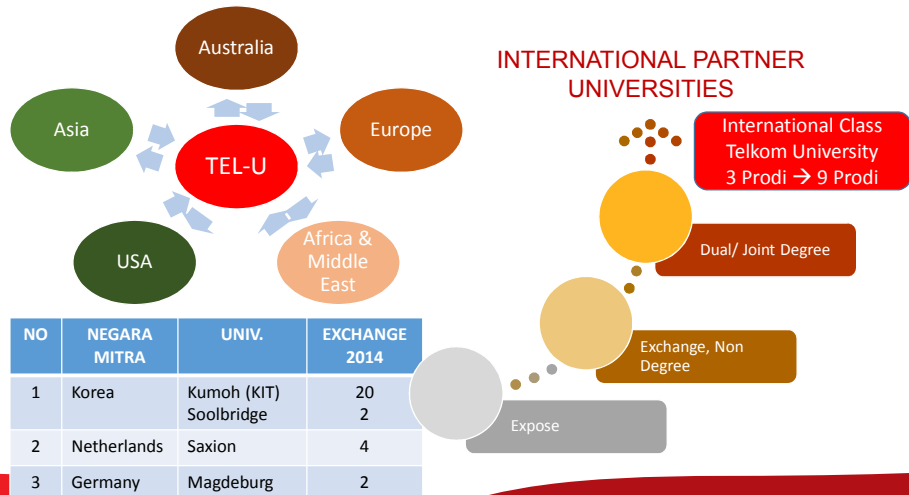 Australia
Asia
Europe
TEL-U
USA
Africa &
Middle
East
INTERNATIONAL PARTNER
UNIVERSITIES
International Class
Telkom University
3 Prodi → 9 Prodi
Dual/ Joint Degree
Exchange, Non
Degree
Expose
NO NEGARA MITRA UNIV. EXCHANGE 2014
1 Korea Kumoh (KIT) 20
Soolbridge 2
2 Netherlands Saxion 4
3 Germany Magdeburg 2